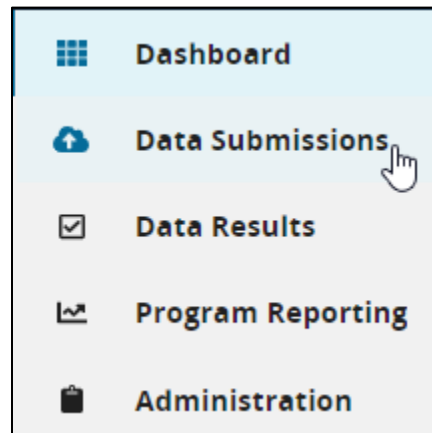 Dashboard
Data Submissions
Data Results
Program Reporting
Administration